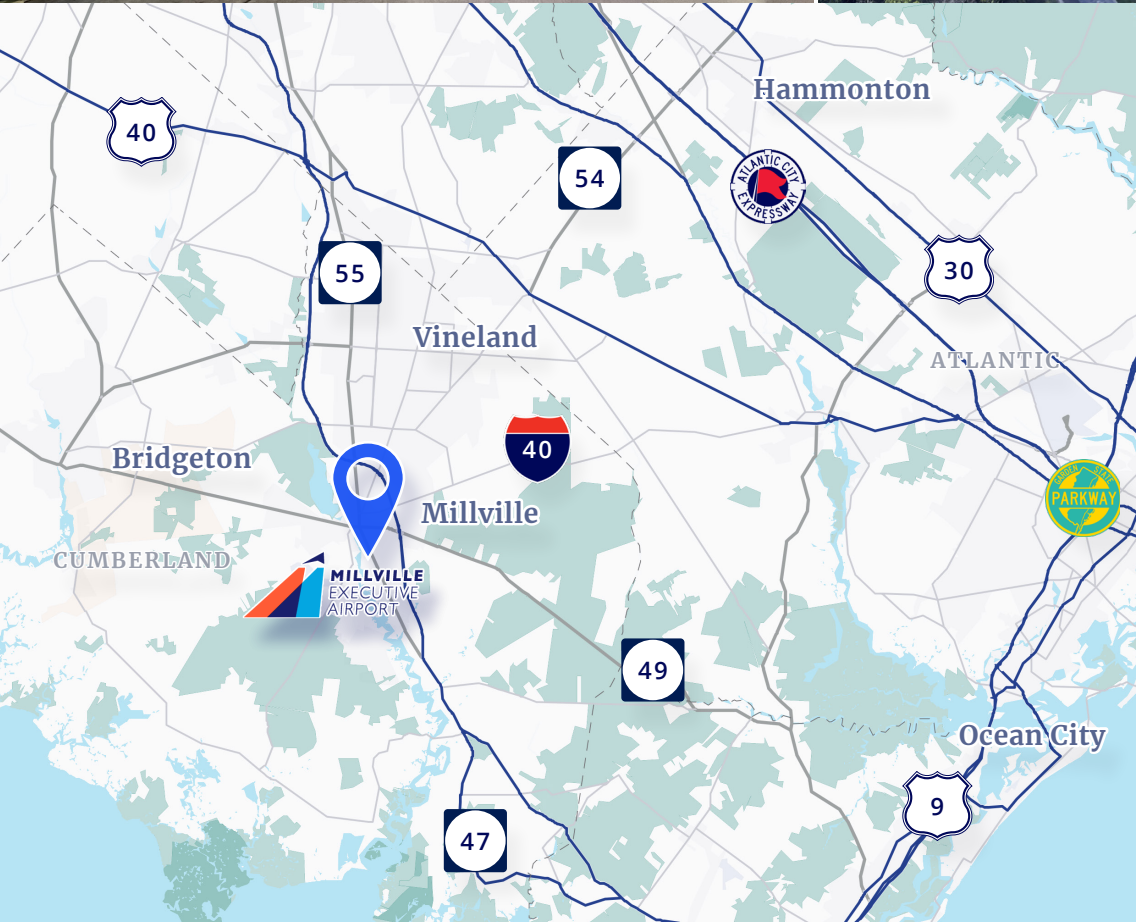 Hammonton
40
ATLANTIC CITY
EXPRESSWAY
54
30
55
Vineland
ATLANTIC
40
Bridgeton
GARDEN STATE
PARKWAY
Millville
CUMBERLAND
MILLVILLE
EXECUTIVE
AIRPORT
49
Ocean City
9
47